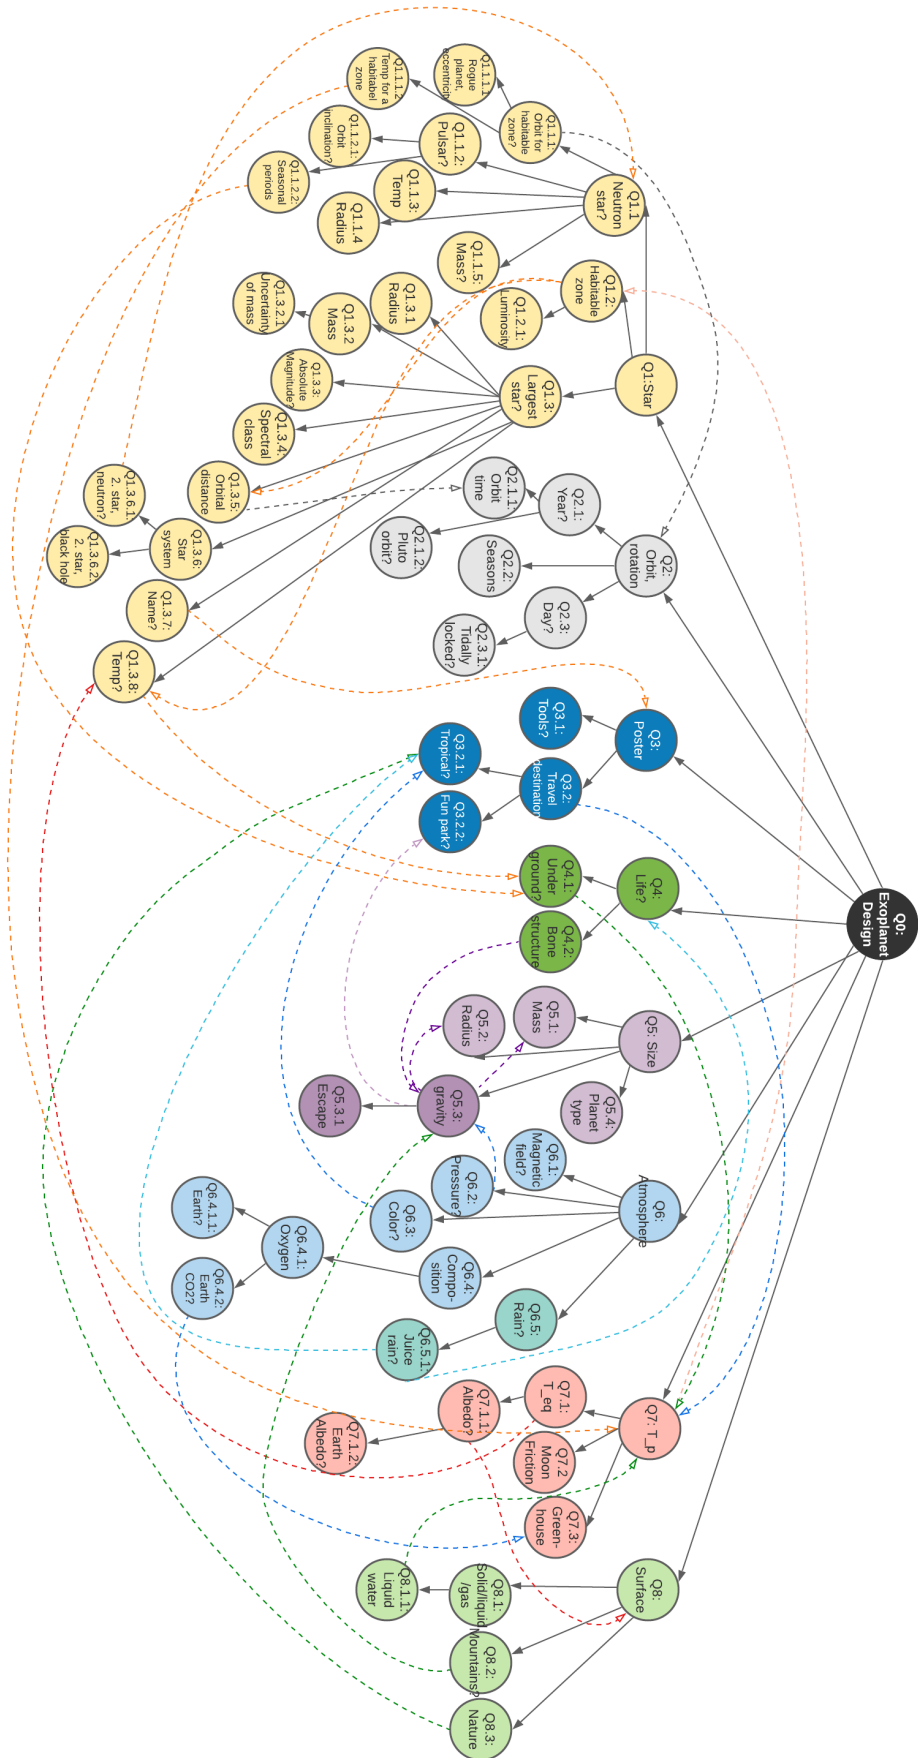 Q0:
Exoplanet
Design
Q1:Star
Q1.1
Neutron
star?
Q1.1.1:
Orbit for
habitable
zone?
Q1.1.1.1
Rogue
planet,
eccentricity
Q1.1.1.2
Temp for a
habitabel
zone
Q1.1.2:
Pulsar?
Q1.1.2.1:
Orbit
inclination?
Q1.1.2.2:
Seasonal
periods
Q1.1.3:
Temp
Q1.1.4
Radius
Q1.1.5:
Mass?
Q1.2:
Habitable
zone
Q1.2.1:
Luminosity
Q1.3:
Largest
star?
Q1.3.1
Radius
Q1.3.2
Mass
Q1.3.2.1
Uncertainty
of mass
Q1.3.3:
Absolute
Magnitude?
Q1.3.4:
Spectral
class
Q1.3.5:
Orbital
distance
Q1.3.6:
Star
system
Q1.3.6.1:
2. star,
neutron?
Q1.3.6.2:
2. star,
black hole
Q1.3.7:
Name?
Q1.3.8:
Temp?
Q2:
Orbit,
rotation
Q2.1:
Year?
Q2.1.1:
Orbit
time
Q2.1.2:
Pluto
orbit?
Q2.2:
Seasons
Q2.3:
Day?
Q2.3.1:
Tidally
locked?
Q3:
Poster
Q3.1:
Tools?
Q3.2:
Travel
destination
Q3.2.1:
Tropical?
Q3.2.2:
Fun park?
Q4:
Life?
Q4.1:
Under
ground?
Q4,2:
Bone
structure
Q5: Size
Q5.1:
Mass
Q5.2:
Radius
Q5.3:
gravity
Q5.3.1
Escape
Q5.4:
Planet
type
Q6:
Atmosphere
Q6.1:
Magnetic
field?
Q6.2:
Pressure?
Q6.3:
Color?
Q6.4:
Compo-
sition
Q6.4.1:
Oxygen
Q6.4.1.1:
Earth?
Q6.4.2:
Earth
CO2?
Q6.5:
Rain?
Q6.5.1:
Juice
rain?
Q7: T_p
Q7.1:
T_eq
Q7.1.1:
Albedo?
Q7.1.2:
Earth
Albedo?
Q7.2
Moon
Friction
Q7.3:
Green-
house
Q8:
Surface
Q8.1:
Solid/liquid
/gas
Q8.1.1:
Liquid
water
Q8.2:
Mountains?
Q8.3:
Nature